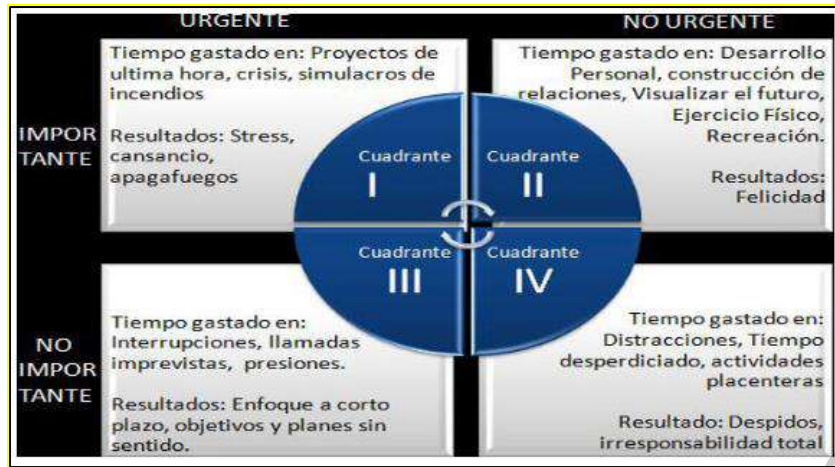 URGENTE
NO URGENTE
IMPOR
TANTE
Tiempo gastado en: Proyectos de
ultima hora, crisis, simulacros de
incendios
Resultados: Stress,
cansancio,
apagafuegos
Tiempo gastado en: Desarrollo
Personal, construcción de
relaciones, Visualizar el futuro,
Ejercicio Físico,
Recreación.
Resultados:
Felicidad
Cuadrante
I
Cuadrante
II
Cuadrante
III
Cuadrante
IV
NO
IMPOR
TANTE
Tiempo gastado en:
Interrupciones, llamadas
imprevistas, presiones.
Resultados: Enfoque a corto
plazo, objetivos y planes sin
sentido.
Tiempo gastado en:
Distracciones, Tiempo
desperdiciado, actividades
placenteras
Resultado: Despidos,
irresponsabilidad total